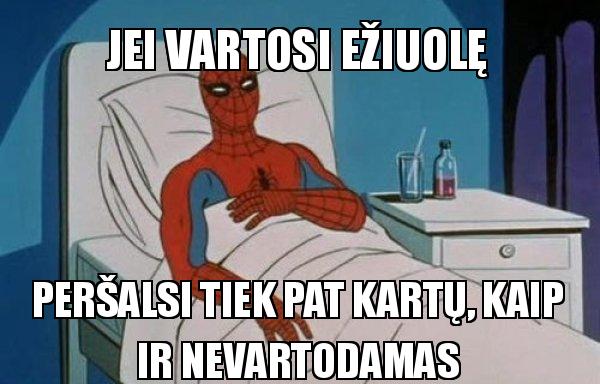 JEI VARTOSI EŽIUOLĘ
PERŠALSI TIEK PAT KARTŲ, KAIP
IR NEVARTODAMAS